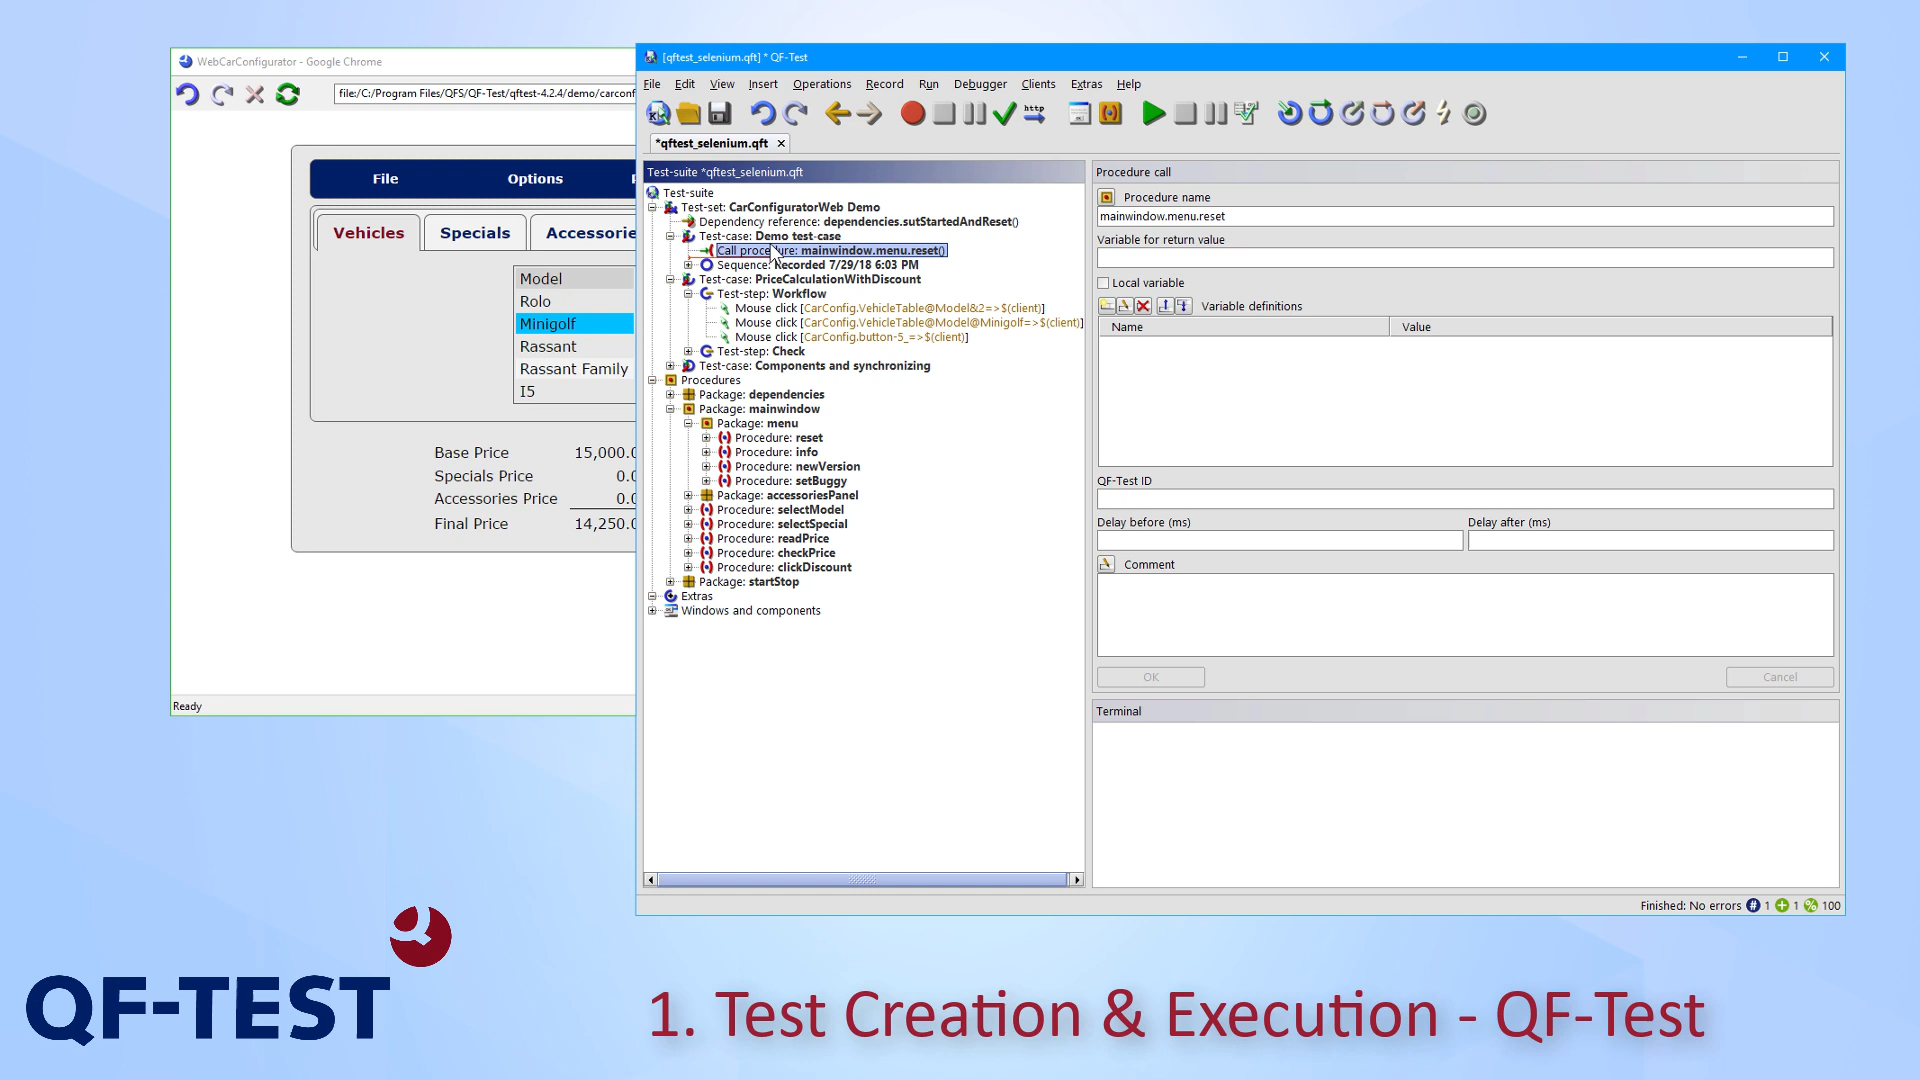 WebCarConfigurator - Google Chrome
file:/C:/Program Files/QFS/QF-Test/qftest-4.2.4/demo/carconf
File Options
Vehicles Specials Accessorie
Model
Rolo
Minigolf
Rassant
Rassant Family
I5
Base Price 15,000.0
Specials Price 0.0
Accessories Price 0.0
Final Price 14,250.0
Ready
[qftest_selenium.qft] * QF-Test
File Edit View Insert Operations Record Run Debugger Clients Extras Help
http
*qftest_selenium.qft
Test-suite *qftest_selenium.qft
Test-suite
Test-set: CarConfiguratorWeb Demo
Dependency reference: dependencies.sutStartedAndReset()
Test-case: Demo test-case
Call procedure: mainwindow.menu.reset()
Sequence: Recorded 7/29/18 6:03 PM
Test-case: PriceCalculationWithDiscount
Test-step: Workflow
Mouse click [CarConfig.VehicleTable@Model&2=>$(client)]
Mouse click [CarConfig.VehicleTable@Model@Minigolf=>$(client)]
Mouse click [CarConfig.button-5_=>$(client)]
Test-step: Check
Test-case: Components and synchronizing
Procedures
Package: dependencies
Package: mainwindow
Package: menu
Procedure: reset
Procedure: info
Procedure: newVersion
Procedure: setBuggy
Package: accessoriesPanel
Procedure: selectModel
Procedure: selectSpecial
Procedure: readPrice
Procedure: checkPrice
Procedure: clickDiscount
Package: startStop
Extras
Windows and components
Procedure call
Procedure name
mainwindow.menu.reset
Variable for return value
Local variable
Variable definitions
Name Value
QF-Test ID
Delay before (ms) Delay after (ms)
Comment
OK Cancel
Terminal
Finished: No errors # 1 + 1 % 100
QF-TEST
1. Test Creation & Execution - QF-Test